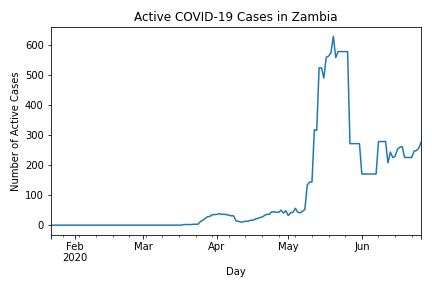 Active COVID-19 Cases in Zambia
Number of Active Cases
600
500
400
300
200
100
0
Feb
2020
Mar
Apr
May
Jun
Day